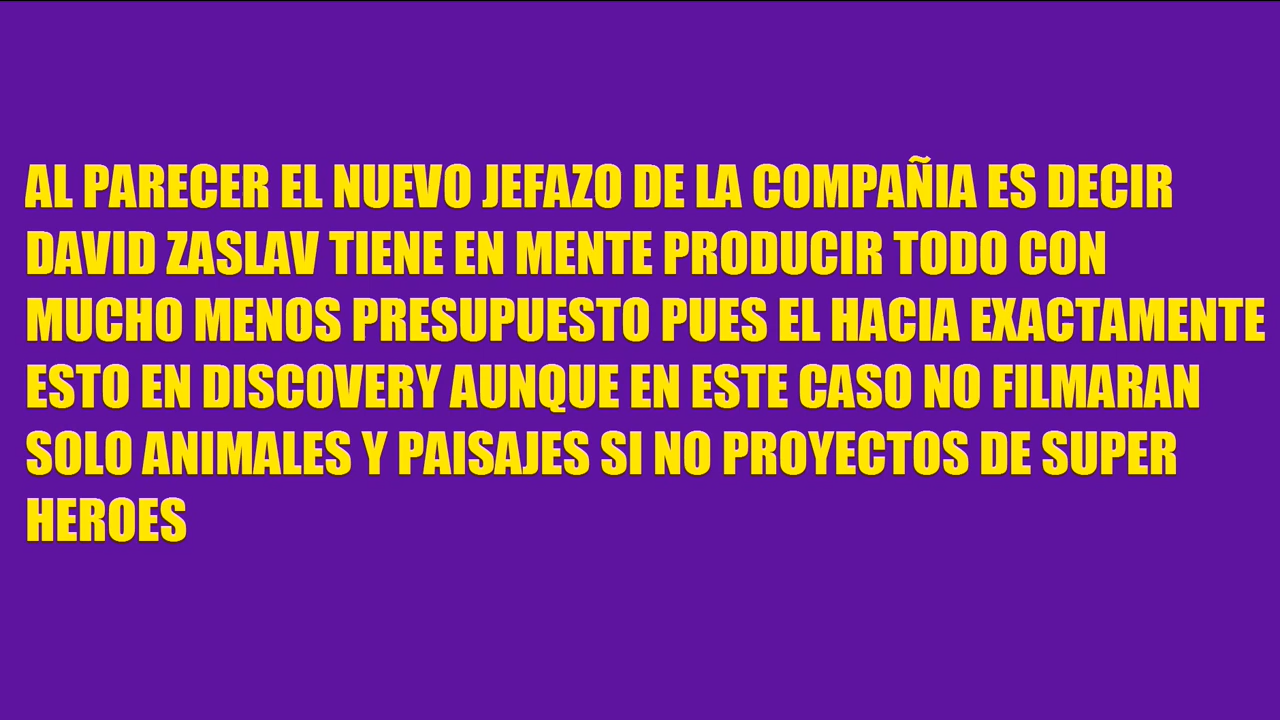 AL PARECER EL NUEVO JEFAZO DE LA COMPAÑIA ES DECIR
DAVID ZASLAV TIENE EN MENTE PRODUCIR TODO CON
MUCHO MENOS PRESUPUESTO PUES EL HACIA EXACTAMENTE
ESTO EN DISCOVERY AUNQUE EN ESTE CASO NO FILMARAN
SOLO ANIMALES Y PAISAJES SI NO PROYECTOS DE SUPER
HEROES